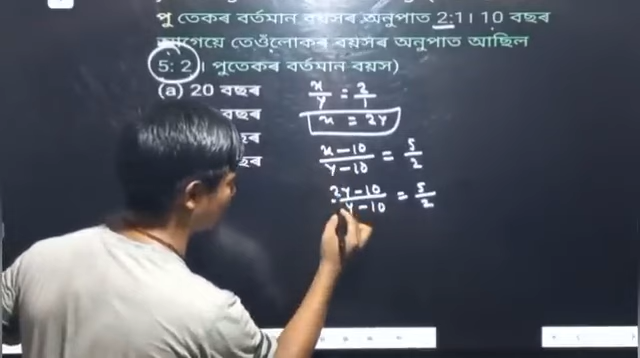 পু তেকৰ বৰ্তমান বয়সৰ অনুপাত 2:1। 10 বছৰ
আগেয়ে তেওঁলোকৰ বয়সৰ অনুপাত আছিল
5: 2। পুতেকৰ বৰ্তমান বয়স)
(a) 20 বছৰ
x/y = 2/1
x = 2y
x-10/y-10 = 5/2
2y-10/y-10 = 5/2